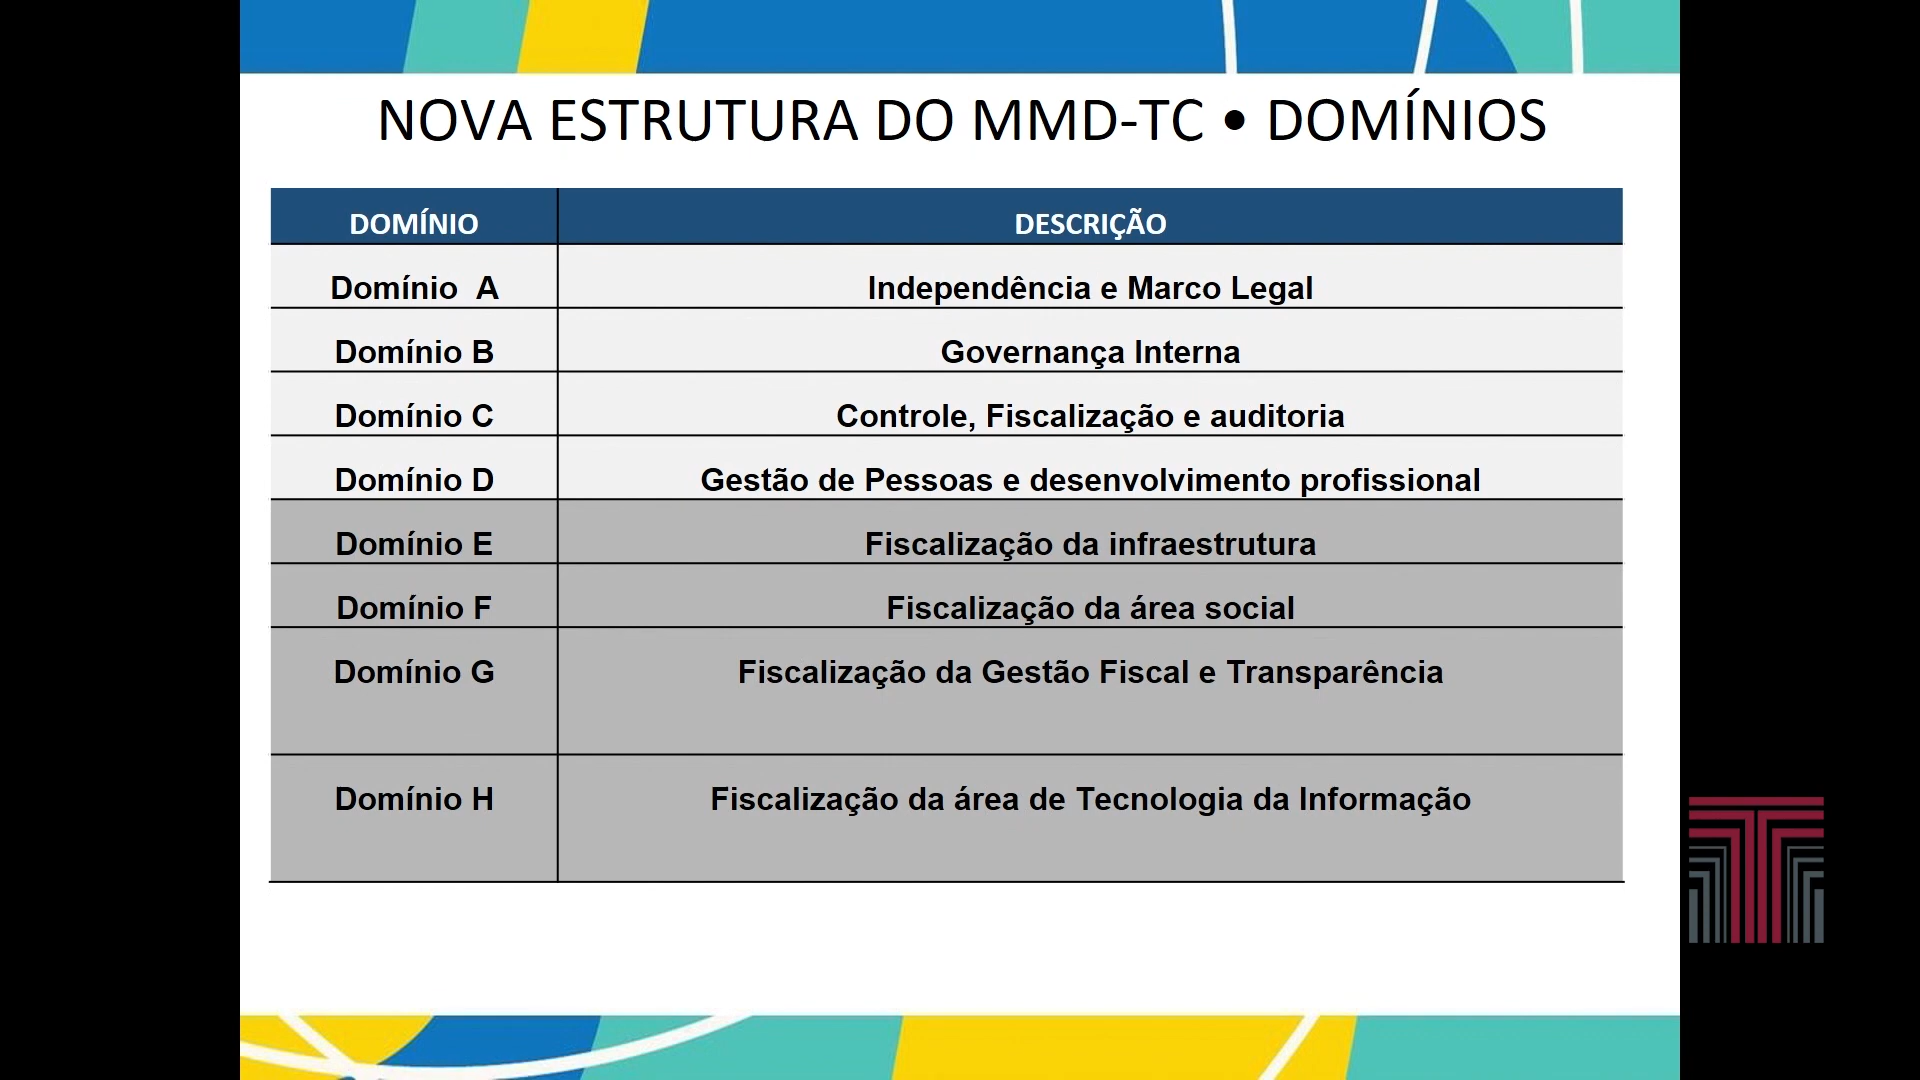 NOVA ESTRUTURA DO MMD-TC • DOMÍNIOS
DOMÍNIO DESCRIÇÃO
Domínio A Independência e Marco Legal
Domínio B Governança Interna
Domínio C Controle, Fiscalização e auditoria
Domínio D Gestão de Pessoas e desenvolvimento profissional
Domínio E Fiscalização da infraestrutura
Domínio F Fiscalização da área social
Domínio G Fiscalização da Gestão Fiscal e Transparência
Domínio H Fiscalização da área de Tecnologia da Informação